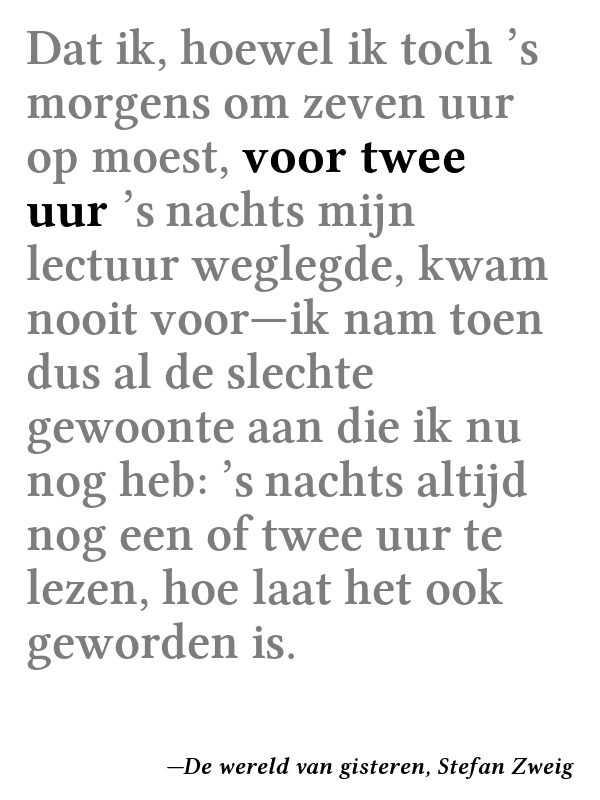 Dat ik, hoewel ik toch ’s
morgens om zeven uur
op moest, voor twee
uur ’s nachts mijn
lectuur weglegde, kwam
nooit voor—ik nam toen
dus al de slechte
gewoonte aan die ik nu
nog heb: ’s nachts altijd
nog een of twee uur te
lezen, hoe laat het ook
geworden is.
—De wereld van gisteren, Stefan Zweig